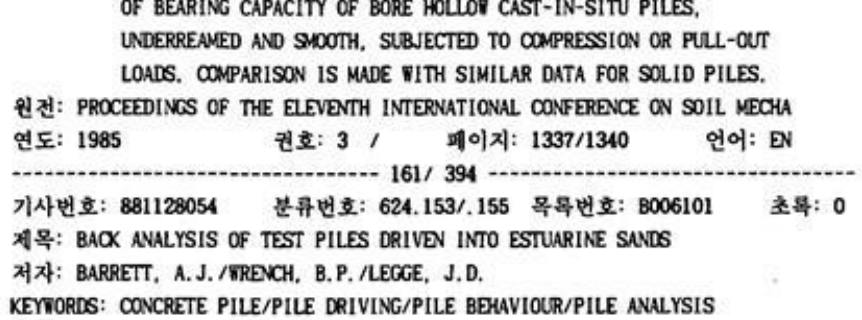 OF BEARING CAPACITY OF BORE HOLLOW CAST-IN-SITU PILES,
UNDERREAMED AND SMOOTH, SUBJECTED TO COMPRESSION OR PULL-OUT
LOADS. COMPARISON IS MADE WITH SIMILAR DATA FOR SOLID PILES.
원전: PROCEEDINGS OF THE ELEVENTH INTERNATIONAL CONFERENCE ON SOIL MECHA
연도: 1985 권호: 3 / 페이지: 1337/1340 언어: EN
---------------------------------- 161/ 394 ----------------------------------
기사번호: 881128054 분류번호: 624.153/.155 목록번호: B006101 초록: 0
제목: BACK ANALYSIS OF TEST PILES DRIVEN INTO ESTUARINE SANDS
저자: BARRETT, A.J./WRENCH, B.P./LEGGE, J.D.
KEYWORDS: CONCRETE PILE/PILE DRIVING/PILE BEHAVIOUR/PILE ANALYSIS